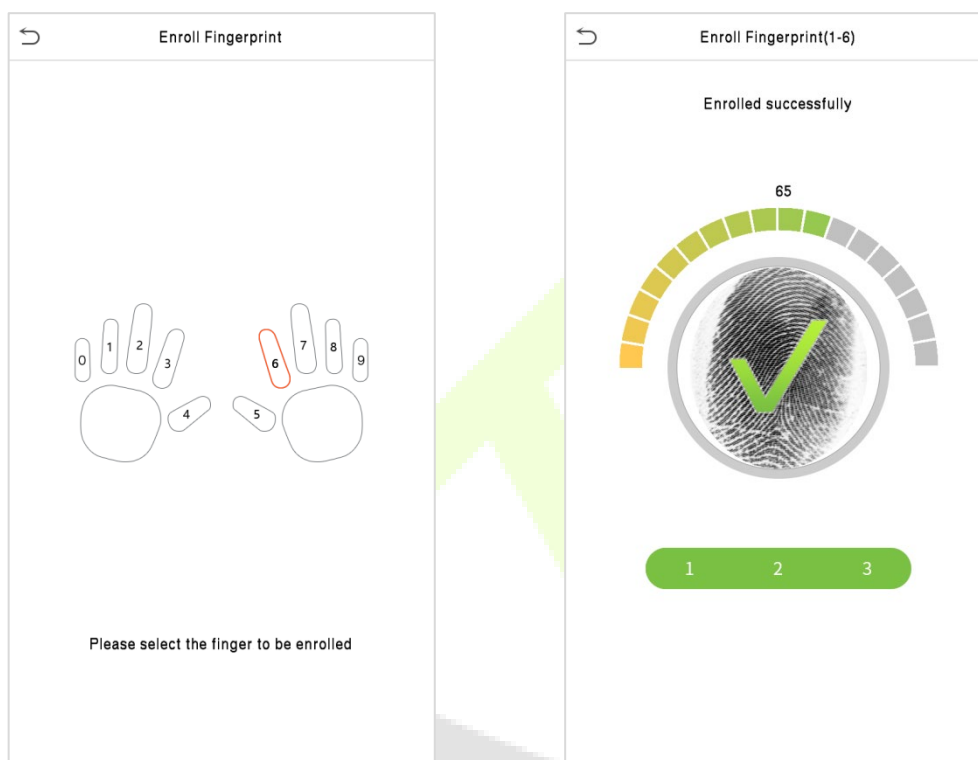 Enroll Fingerprint
0 1 2 3 4 5 6 7 8 9
Please select the finger to be enrolled
Enroll Fingerprint(1-6)
Enrolled successfully
65
1 2 3